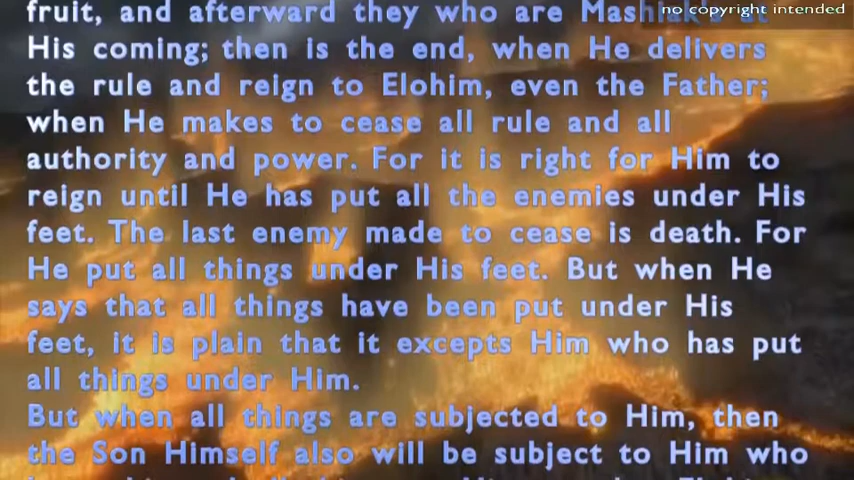 fruit, and afterward they who are Mashiak's at
no copyright intended
His coming; then is the end, when He delivers
the rule and reign to Elohim, even the Father;
when He makes to cease all rule and all
authority and power. For it is right for Him to
reign until He has put all the enemies under His
feet. The last enemy made to cease is death. For
He put all things under His feet. But when He
says that all things have been put under His
feet, it is plain that it excepts Him who has put
all things under Him.
But when all things are subjected to Him, then
the Son Himself also will be subject to Him who